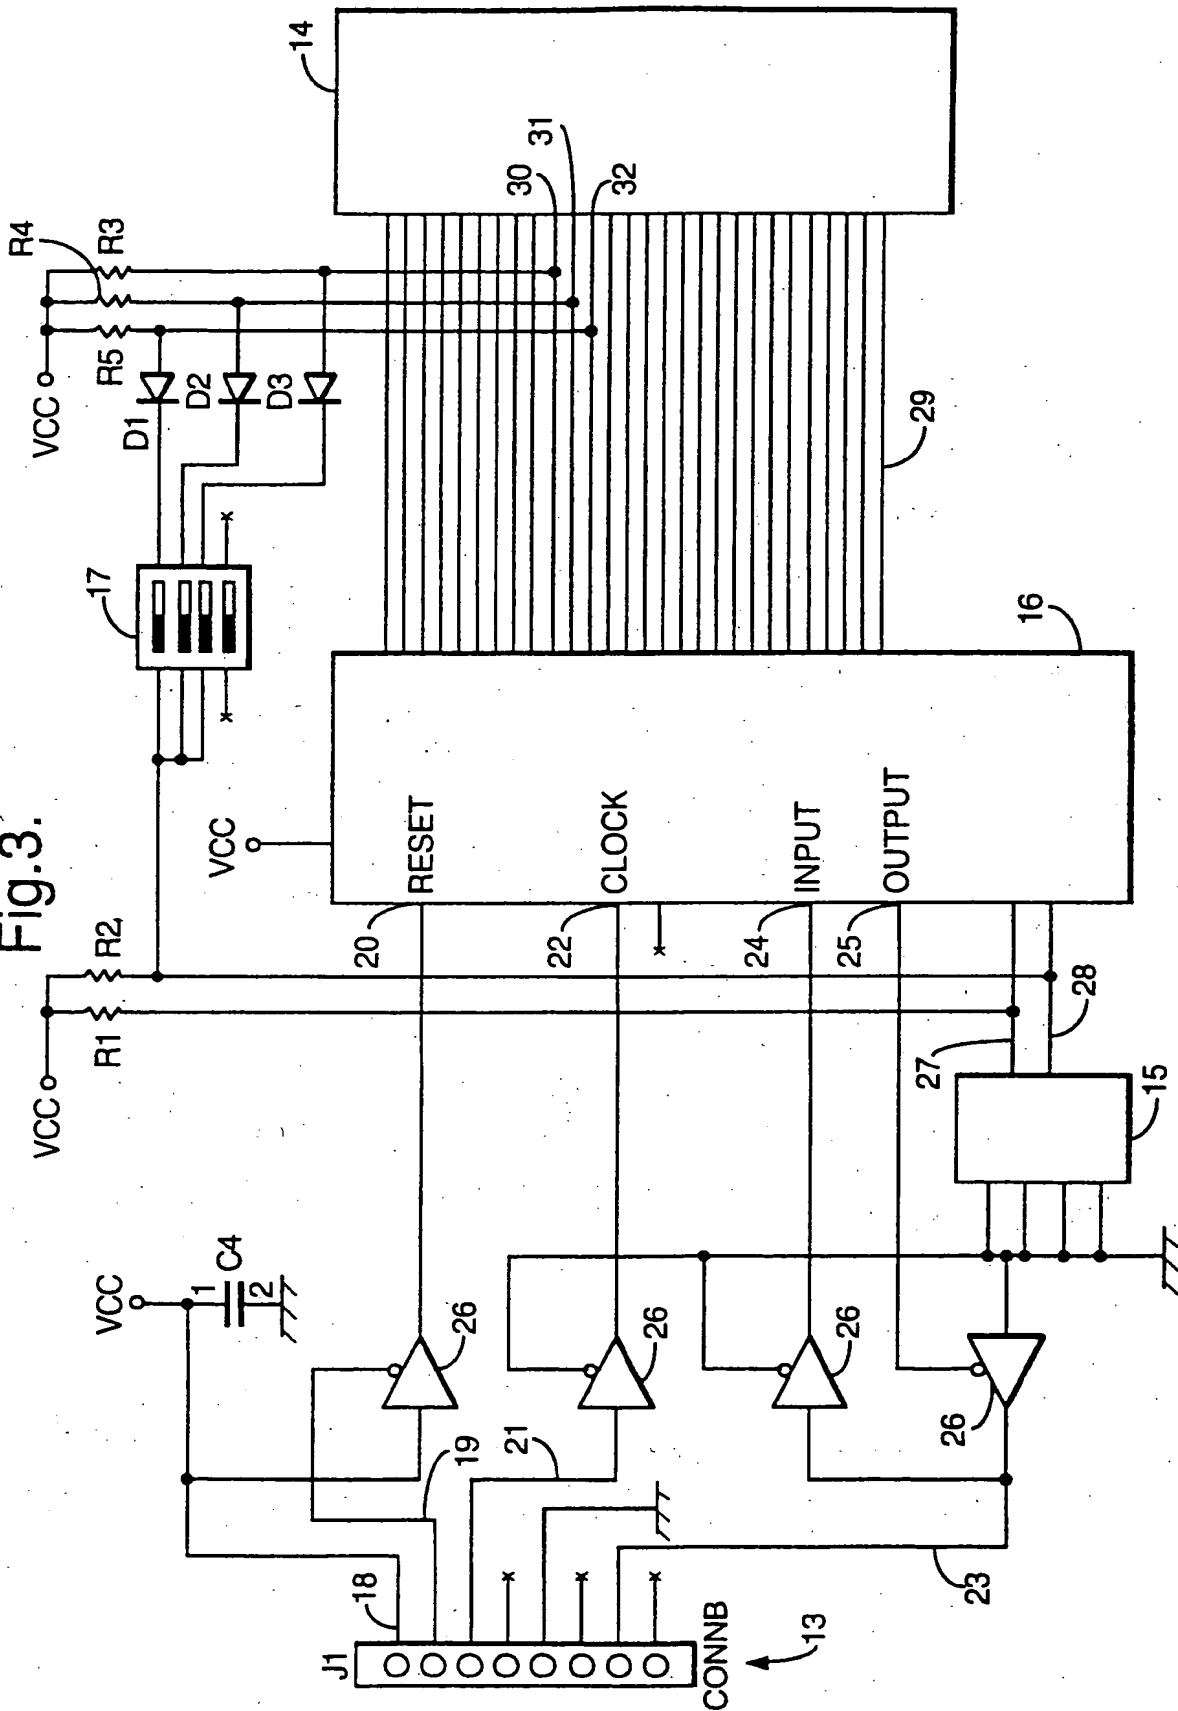 Fig.3.
VCC
R1
R2
VCC
R5
R4
R3
D1
D2
D3
17
14
30
31
32
29
16
VCC
RESET
CLOCK
INPUT
OUTPUT
20
22
24
25
27
28
15
VCC
1
C4
2
26
26
26
26
18
19
21
23
J1
CONNB
13